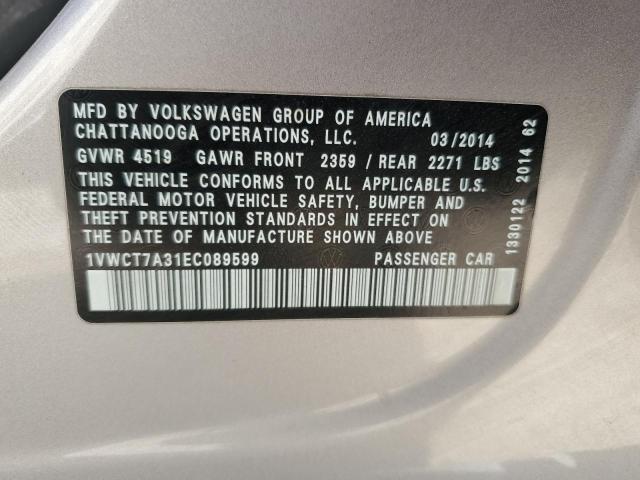 MFD BY VOLKSWAGEN GROUP OF AMERICA
CHATTANOOGA OPERATIONS, LLC. 03/2014
GVWR 4519 GAWR FRONT 2359 / REAR 2271 LBS
THIS VEHICLE CONFORMS TO ALL APPLICABLE U.S.
FEDERAL MOTOR VEHICLE SAFETY, BUMPER AND
THEFT PREVENTION STANDARDS IN EFFECT ON
THE DATE OF MANUFACTURE SHOWN ABOVE
1VWCT7A31EC089599 PASSENGER CAR
1330122 2014 62